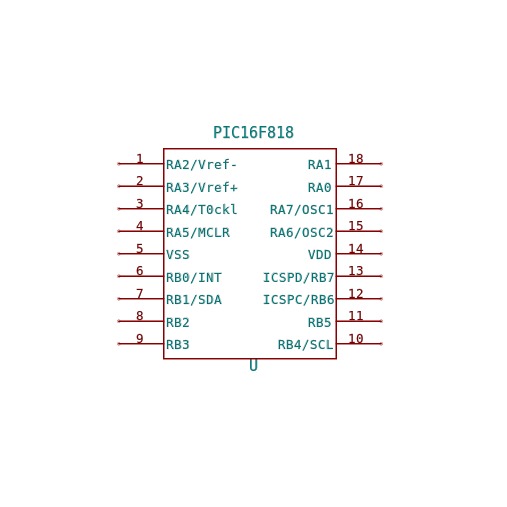 PIC16F818
1 RA2/Vref- RA1 18
2 RA3/Vref+ RA0 17
3 RA4/T0ckl RA7/OSC1 16
4 RA5/MCLR RA6/OSC2 15
5 VSS VDD 14
6 RB0/INT ICSPD/RB7 13
7 RB1/SDA ICSPC/RB6 12
8 RB2 RB5 11
9 RB3 RB4/SCL 10
U